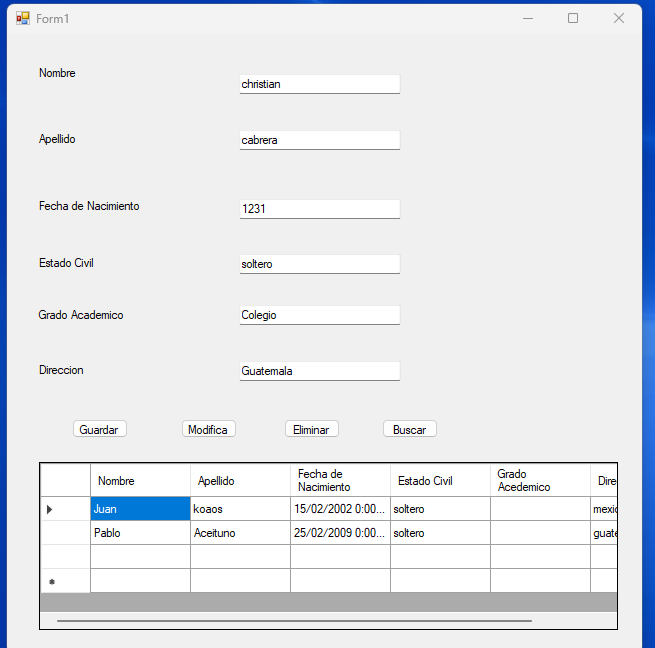 Form1
Nombre
christian
Apellido
cabrera
Fecha de Nacimiento
1231
Estado Civil
soltero
Grado Academico
Colegio
Direccion
Guatemala
Guardar Modifica Eliminar Buscar
Nombre Apellido Fecha de Nacimiento Estado Civil Grado Acedemico Dire
Juan koaos 15/02/2002 0:00... soltero mexic
Pablo Aceituno 25/02/2009 0:00... soltero guate